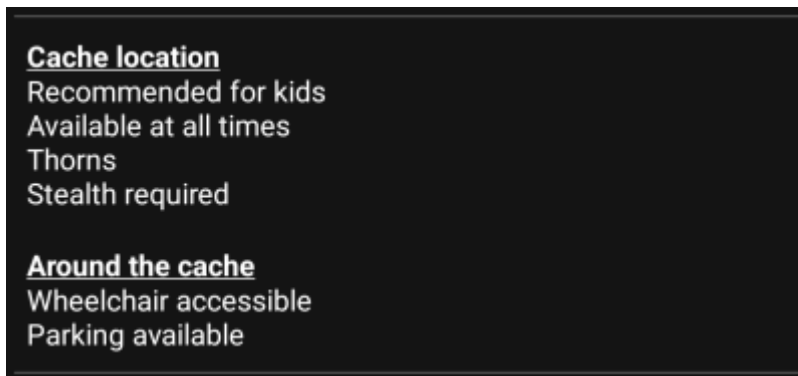 Cache location
Recommended for kids
Available at all times
Thorns
Stealth required
Around the cache
Wheelchair accessible
Parking available